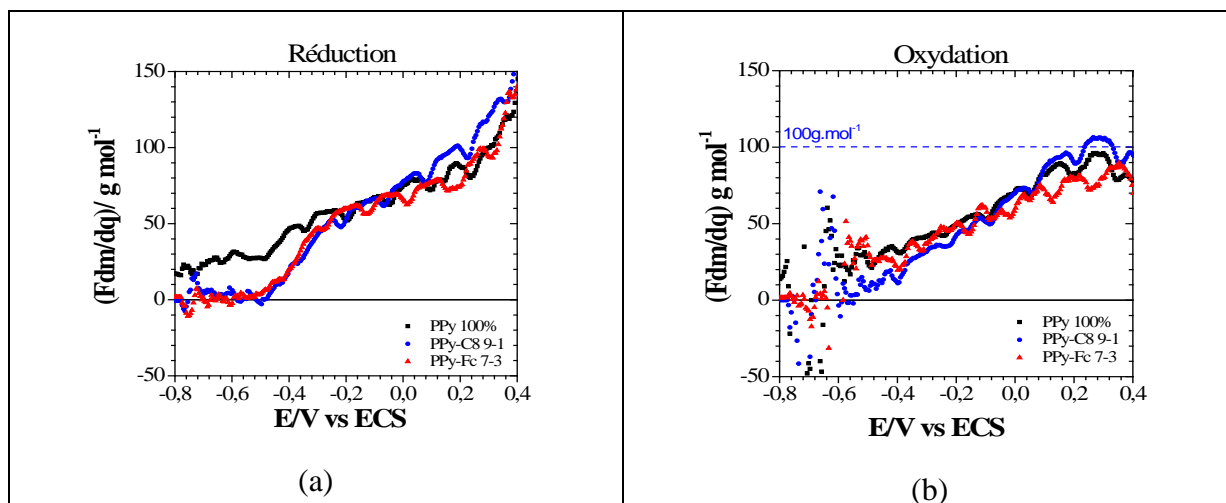 Réduction
150
100
50
0
-50
-0,8 -0,6 -0,4 -0,2 0,0 0,2 0,4
(Fdm/dq)/ g mol⁻¹
E/V vs ECS
PPy 100%
PPy-C8 9-1
PPy-Fc 7-3
(a)
Oxydation
150
100
50
0
-50
-0,8 -0,6 -0,4 -0,2 0,0 0,2 0,4
(Fdm/dq) g mol⁻¹
100g.mol⁻¹
E/V vs ECS
PPy 100%
PPy-C8 9-1
PPy-Fc 7-3
(b)